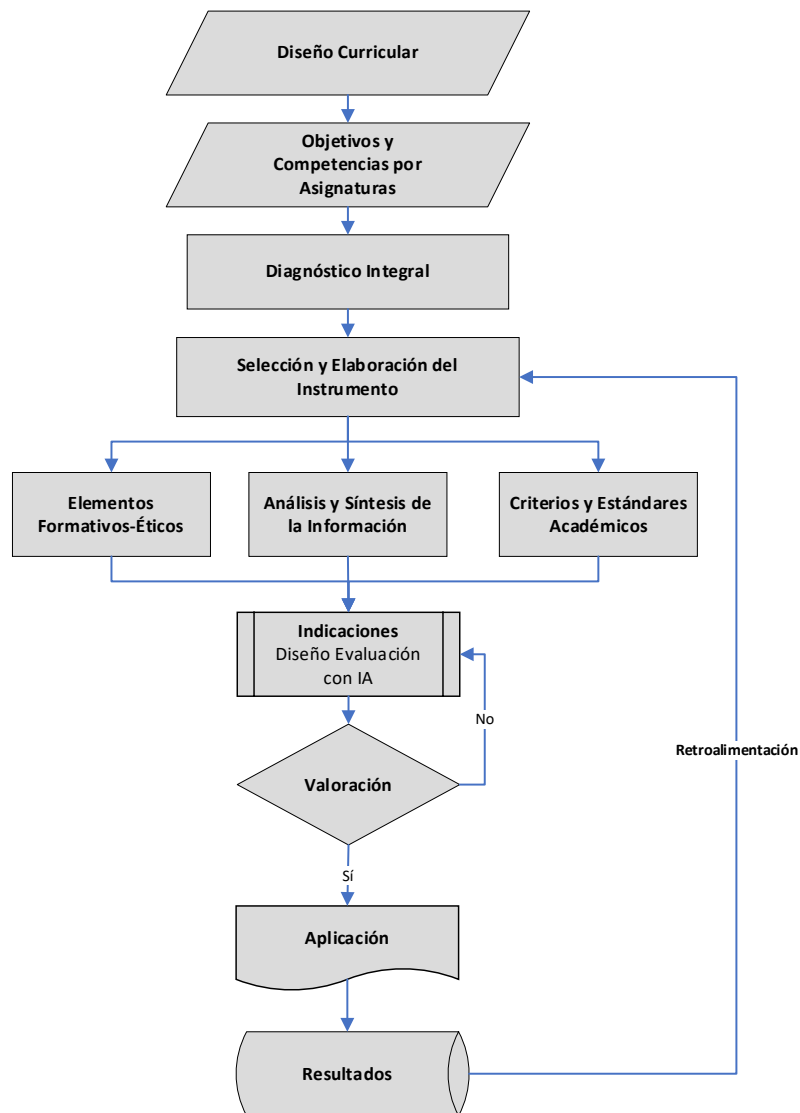 Diseño Curricular
Objetivos y
Competencias por
Asignaturas
Diagnóstico Integral
Selección y Elaboración del
Instrumento
Elementos
Formativos-Éticos
Análisis y Síntesis de
la Información
Criterios y Estándares
Académicos
Indicaciones
Diseño Evaluación
con IA
No
Retroalimentación
Valoración
Sí
Aplicación
Resultados